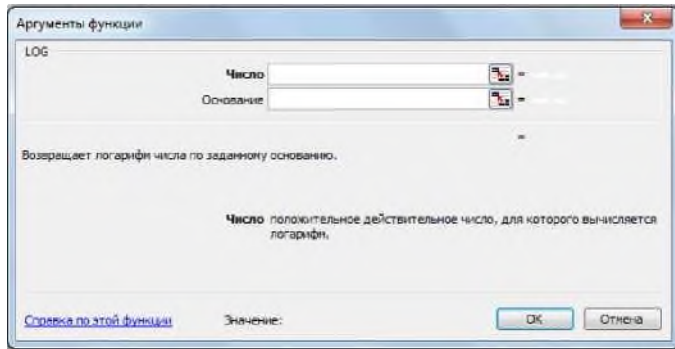 Аргументы функции
LOG
Число =
Основание =
=
Возвращает логарифм числа по заданному основанию.
Число положительное действительное число, для которого вычисляется
логарифм.
Справка по этой функции Значение: ОК Отмена